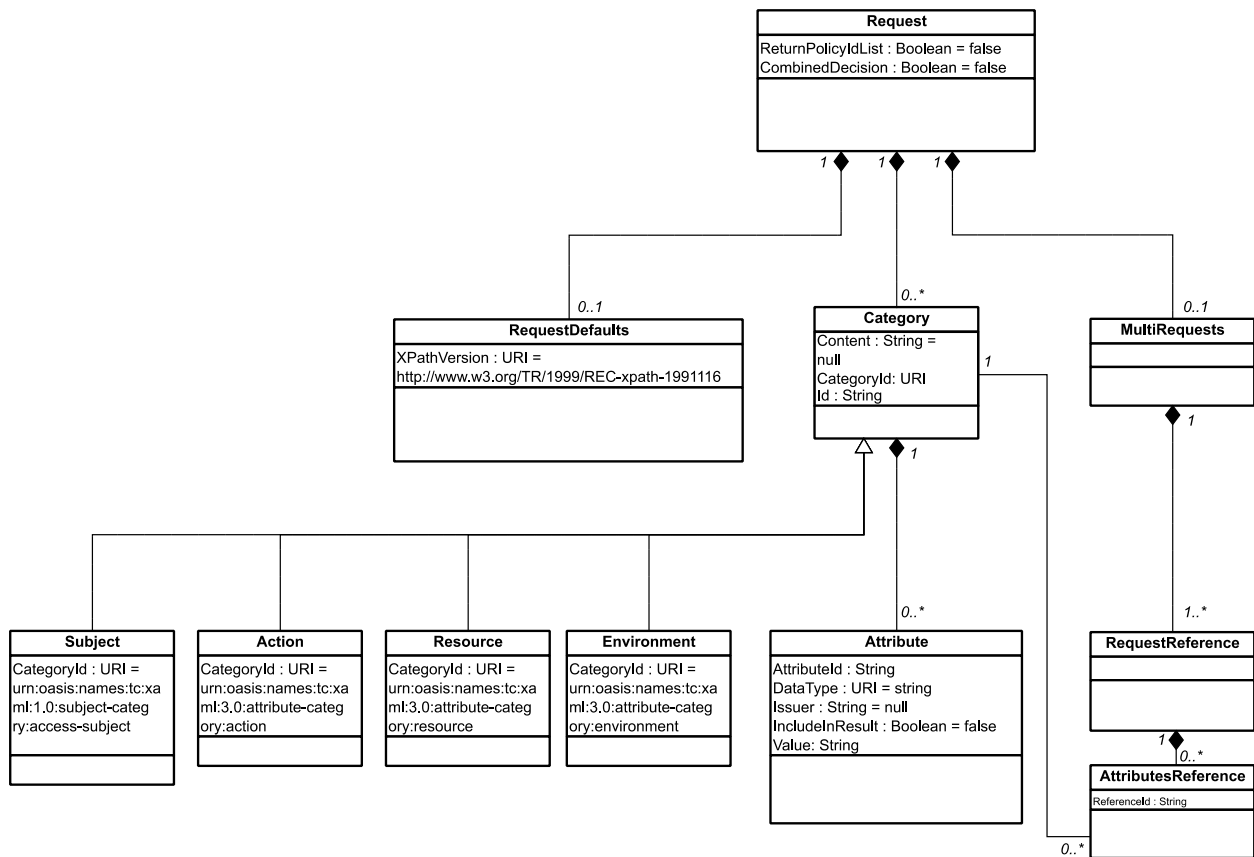 Request
ReturnPolicyIdList : Boolean = false
CombinedDecision : Boolean = false
1
1
1
0..1
0..*
0..1
RequestDefaults
XPathVersion : URI =
http://www.w3.org/TR/1999/REC-xpath-1991116
Category
Content : String =
null
CategoryId: URI
Id : String
1
MultiRequests
1
1
Subject
CategoryId : URI =
urn:oasis:names:tc:xa
ml:1.0:subject-categ
ry:access-subject
Action
CategoryId : URI =
urn:oasis:names:tc:xa
ml:3.0:attribute-categ
ory:action
Resource
CategoryId : URI =
urn:oasis:names:tc:xa
ml:3.0:attribute-categ
ory:resource
Environment
CategoryId : URI =
urn:oasis:names:tc:xa
ml:3.0:attribute-categ
ory:environment
0..*
Attribute
AttributeId : String
DataType : URI = string
Issuer : String = null
IncludeInResult : Boolean = false
Value: String
1..*
RequestReference
1
0..*
AttributesReference
ReferenceId : String
0..*